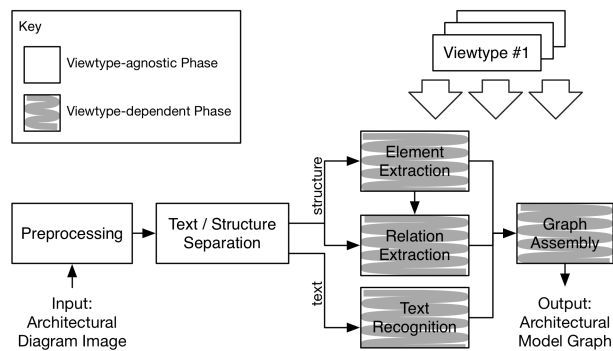 Key
Viewtype-agnostic Phase
Viewtype-dependent Phase
Viewtype #1
Element
Extraction
structure
Preprocessing
Text / Structure
Separation
Relation
Extraction
Graph
Assembly
text
Text
Recognition
Input:
Architectural
Diagram Image
Output:
Architectural
Model Graph